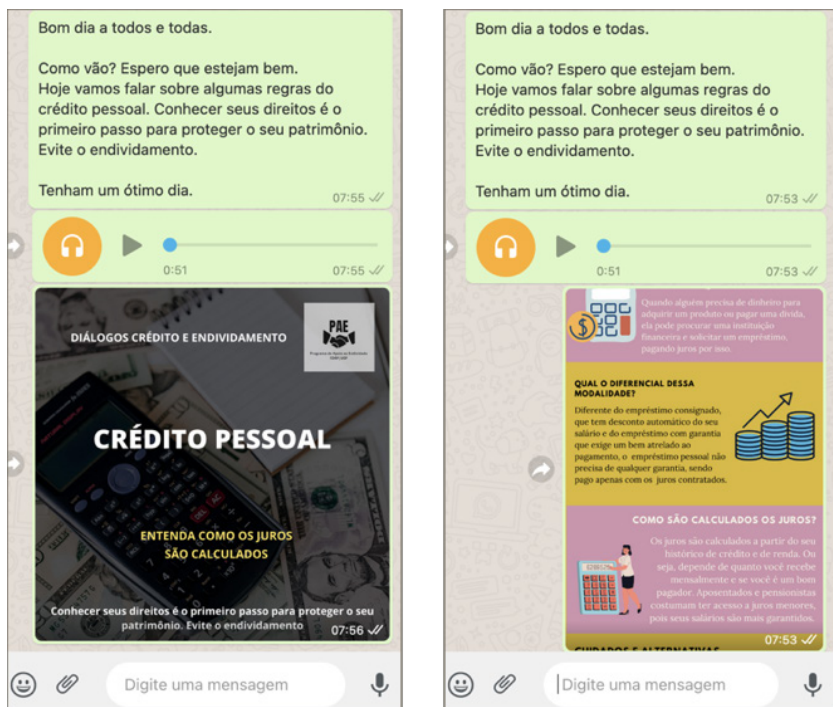 Bom dia a todos e todas.
Como vão? Espero que estejam bem.
Hoje vamos falar sobre algumas regras do
crédito pessoal. Conhecer seus direitos é o
primeiro passo para proteger o seu patrimônio.
Evite o endividamento.
Tenham um ótimo dia.
07:55
0:51
07:55
DIÁLOGOS CRÉDITO E ENDIVIDAMENTO
PAE
Programa de Apoio ao Endividado
CRÉDITO PESSOAL
ENTENDA COMO OS JUROS
SÃO CALCULADOS
Conhecer seus direitos é o primeiro passo para proteger o seu
patrimônio. Evite o endividamento
07:56
Digite uma mensagem
Bom dia a todos e todas.
Como vão? Espero que estejam bem.
Hoje vamos falar sobre algumas regras do
crédito pessoal. Conhecer seus direitos é o
primeiro passo para proteger o seu patrimônio.
Evite o endividamento.
Tenham um ótimo dia.
07:53
0:51
07:53
Quando alguém precisa de dinheiro para
adquirir um produto ou pagar uma dívida,
ela pode procurar uma instituição
financeira e solicitar um empréstimo,
pagando juros por isso.
QUAL O DIFERENCIAL DESSA
MODALIDADE?
Diferente do empréstimo consignado,
que tem desconto automático do seu
salário e do empréstimo com garantia
que exige um bem atrelado ao
pagamento, o empréstimo pessoal não
precisa de qualquer garantia, sendo
pago apenas com os juros contratados.
COMO SÃO CALCULADOS OS JUROS?
Os juros são calculados a partir do seu
histórico de crédito e de renda. Ou
seja, depende de quanto você recebe
mensalmente e se você é um bom
pagador. Aposentados e pensionistas
costumam ter acesso a juros menores,
pois seus salários são mais garantidos.
07:53
CUIDADOS E ALTERNATIVAS
Digite uma mensagem